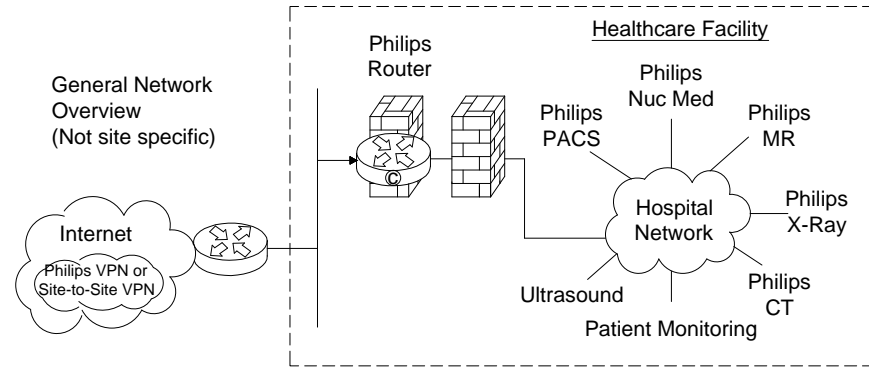 Healthcare Facility
General Network
Overview
(Not site specific)
Philips
Router
Philips
Nuc Med
Philips
PACS
Philips
MR
Internet
Philips VPN or
Site-to-Site VPN
C
Hospital
Network
Philips
X-Ray
Ultrasound
Philips
CT
Patient Monitoring